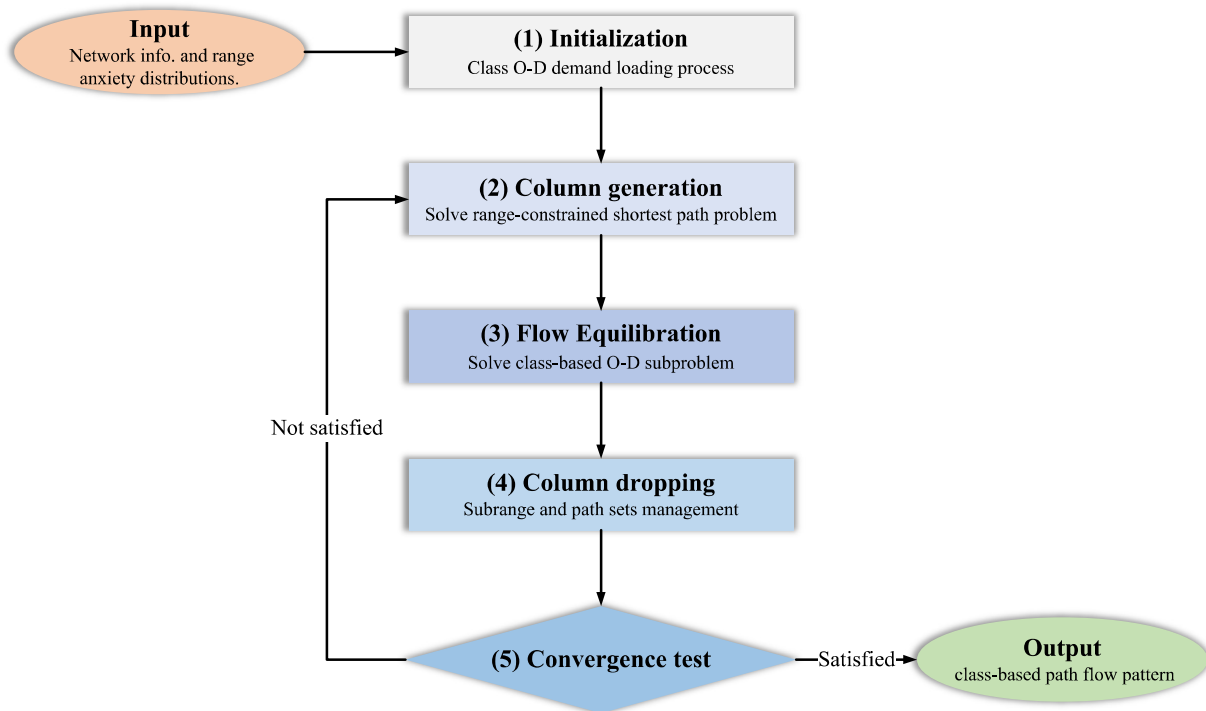 Input
Network info. and range
anxiety distributions.
(1) Initialization
Class O-D demand loading process
(2) Column generation
Solve range-constrained shortest path problem
(3) Flow Equilibration
Solve class-based O-D subproblem
Not satisfied
(4) Column dropping
Subrange and path sets management
(5) Convergence test
Satisfied
Output
class-based path flow pattern